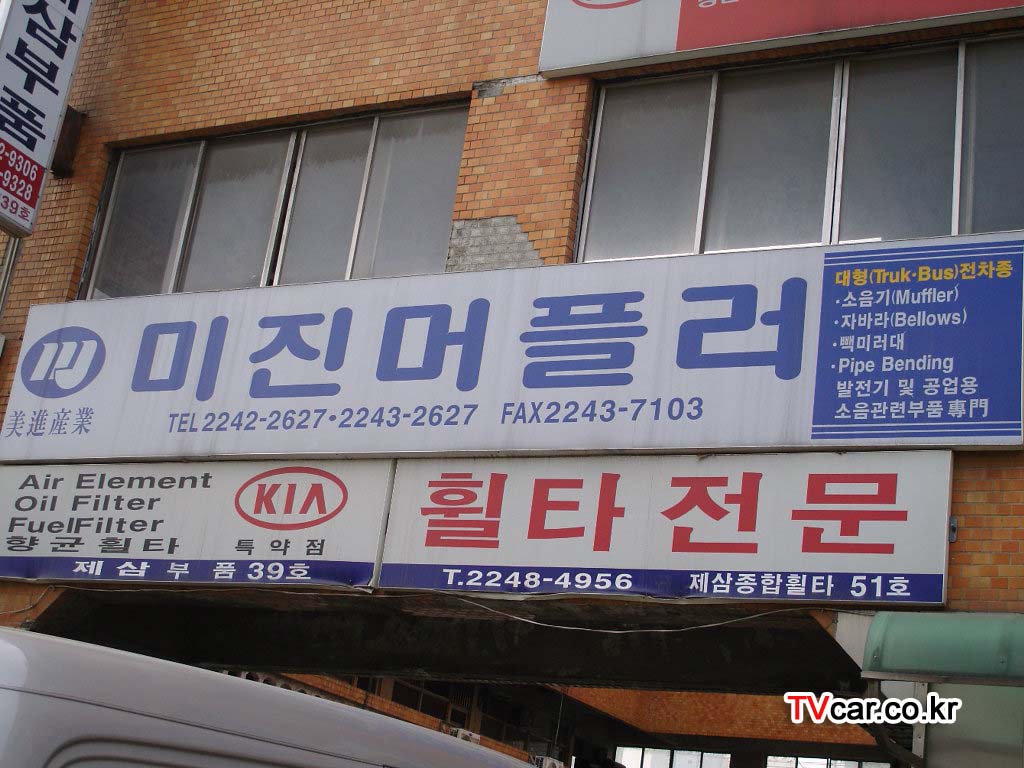 삼부품
2-9306
-9328
39호
미진머플러
美進産業
TEL 2242-2627•2243-2627 FAX 2243-7103
대형(Truk·Bus)전차종
·소음기(Muffler)
·자바라(Bellows)
·빽미러대
·Pipe Bending
발전기 및 공업용
소음관련부품 專門
Air Element
Oil Filter
FuelFilter
향균휠타
KIA
특약점
제삼부품 39호
휠타전문
T.2248-4956 제삼종합휠타 51호
TVcar.co.kr